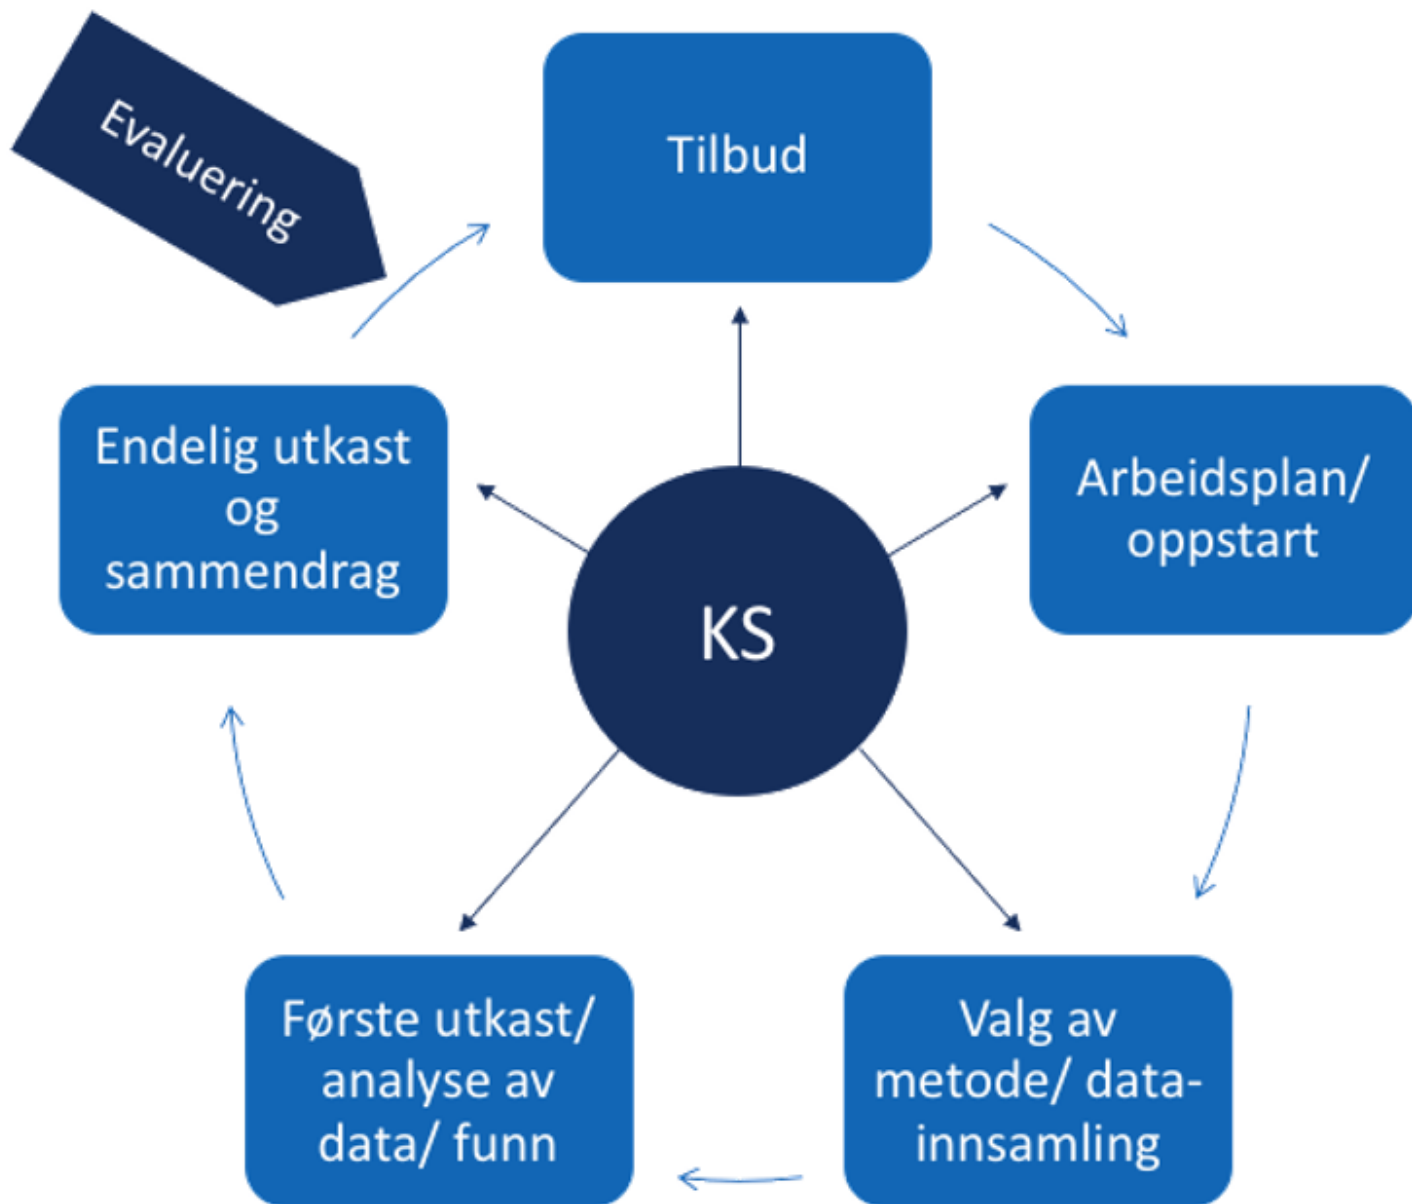 Evaluering
Tilbud
Endelig utkast
og
sammendrag
Arbeidsplan/
oppstart
KS
Første utkast/
analyse av
data/ funn
Valg av
metode/ data-
innsamling